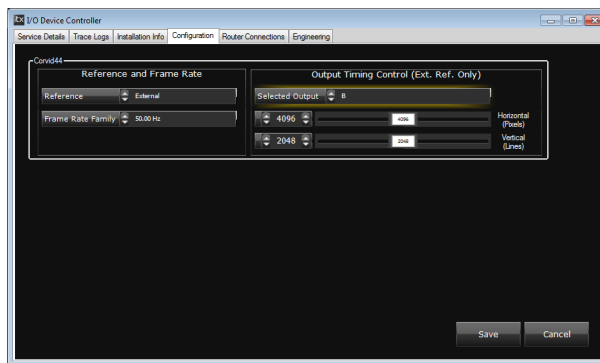 tx I/O Device Controller
Service Details Trace Logs Installation Info Configuration Router Connections Engineering
Corvid44
Reference and Frame Rate
Reference External
Frame Rate Family 50.00 Hz
Output Timing Control (Ext. Ref. Only)
Selected Output B
4096 4096 Horizontal
(Pixels)
2048 2048 Vertical
(Lines)
Save Cancel